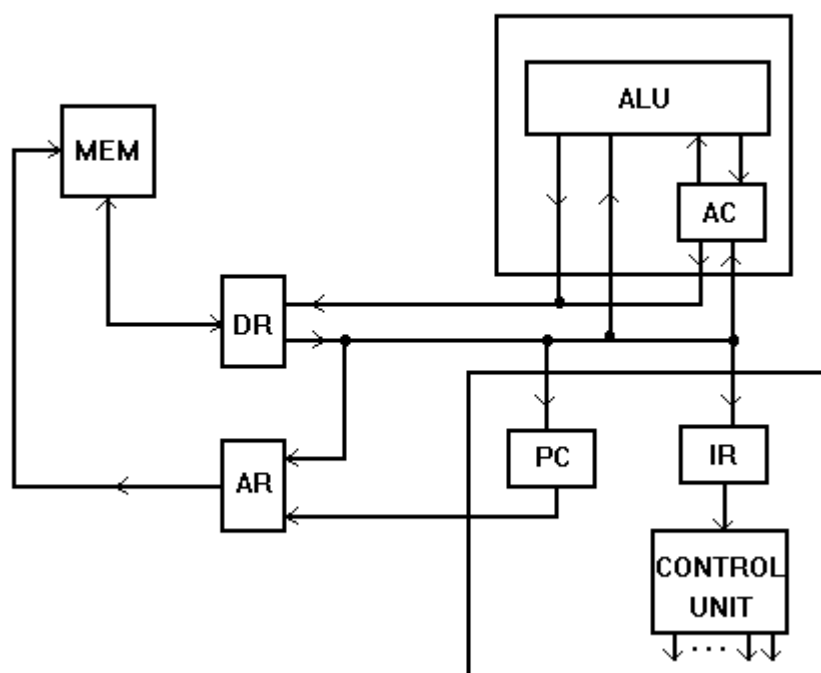 ALU
MEM
AC
DR
AR
PC
IR
CONTROL
UNIT
...